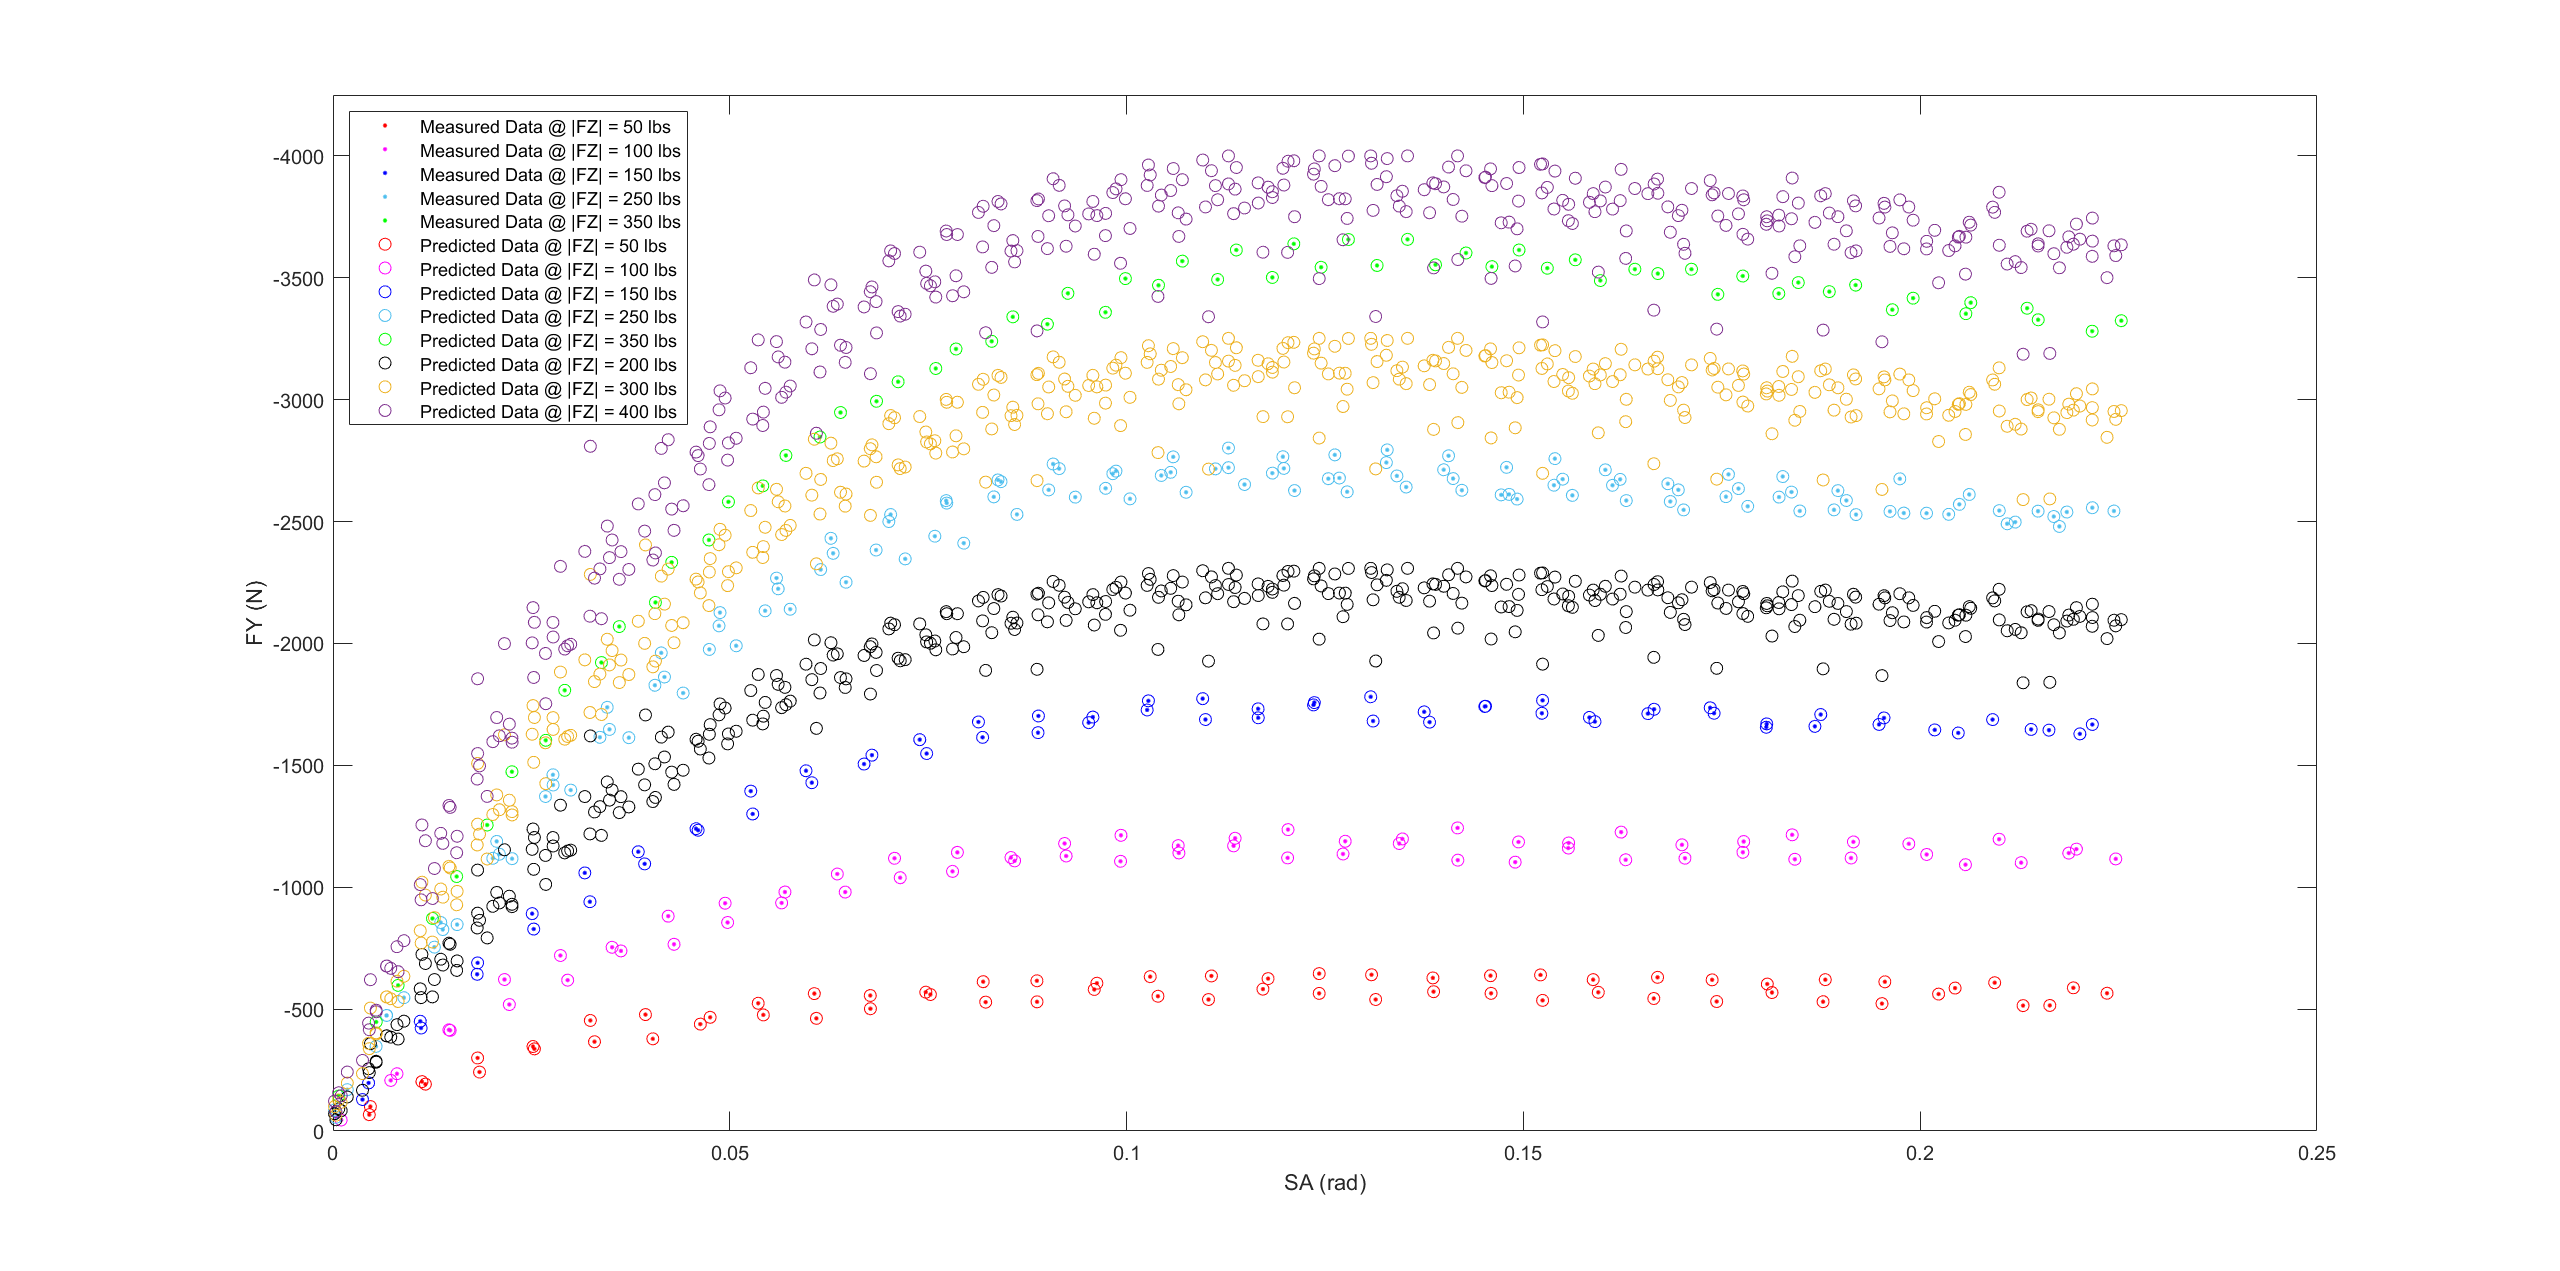 Measured Data @ |FZ| = 50 lbs
Measured Data @ |FZ| = 100 lbs
Measured Data @ |FZ| = 150 lbs
Measured Data @ |FZ| = 250 lbs
Measured Data @ |FZ| = 350 lbs
Predicted Data @ |FZ| = 50 lbs
Predicted Data @ |FZ| = 100 lbs
Predicted Data @ |FZ| = 150 lbs
Predicted Data @ |FZ| = 250 lbs
Predicted Data @ |FZ| = 350 lbs
Predicted Data @ |FZ| = 200 lbs
Predicted Data @ |FZ| = 300 lbs
Predicted Data @ |FZ| = 400 lbs
-4000
-3500
-3000
-2500
-2000
-1500
-1000
-500
0
FY (N)
0 0.05 0.1 0.15 0.2 0.25
SA (rad)